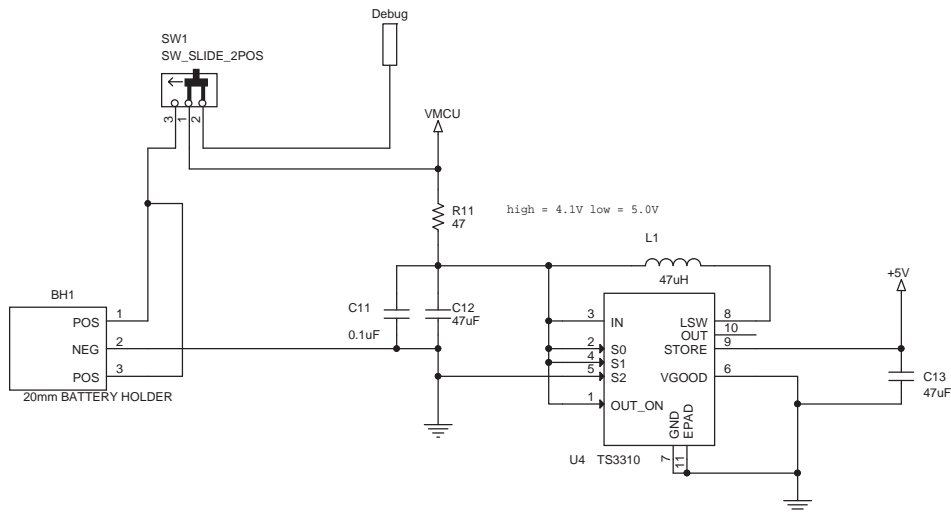 Debug
SW1
SW_SLIDE_2POS
3
1
2
VMCU
R11
47
high = 4.1V low = 5.0V
L1
47uH
+5V
BH1
POS 1
NEG 2
POS 3
20mm BATTERY HOLDER
C11
0.1uF
C12
47uF
3 IN
2 S0
4 S1
5 S2
1 OUT_ON
LSW 8
OUT 10
STORE 9
VGOOD 6
GND 7
EPAD 11
U4 TS3310
C13
47uF